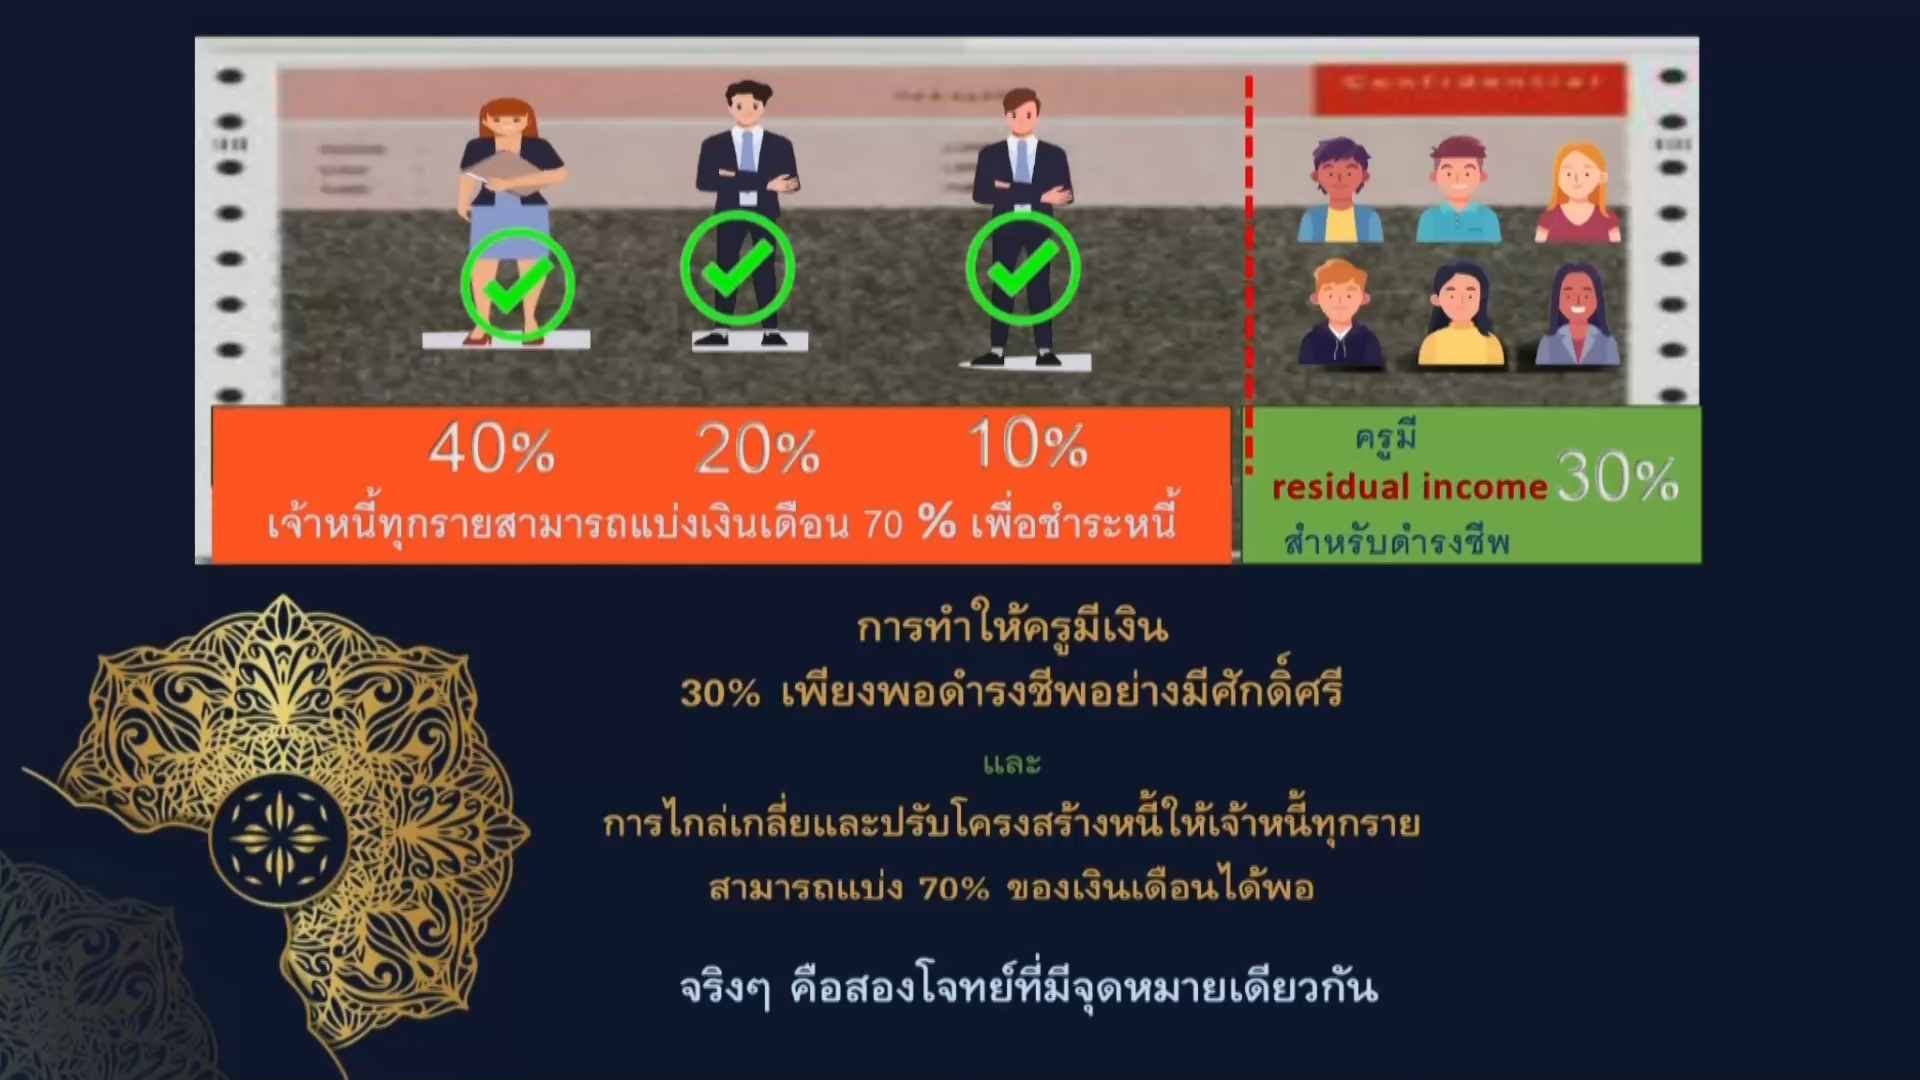 Confidential
40% 20% 10%
เจ้าหนี้ทุกรายสามารถแบ่งเงินเดือน 70 % เพื่อชำระหนี้
ครูมี
residual income 30%
สำหรับดำรงชีพ
การทำให้ครูมีเงิน
30% เพียงพอดำรงชีพอย่างมีศักดิ์ศรี
และ
การไกล่เกลี่ยและปรับโครงสร้างหนี้ให้เจ้าหนี้ทุกราย
สามารถแบ่ง 70% ของเงินเดือนได้พอ
จริงๆ คือสองโจทย์ที่มีจุดหมายเดียวกัน